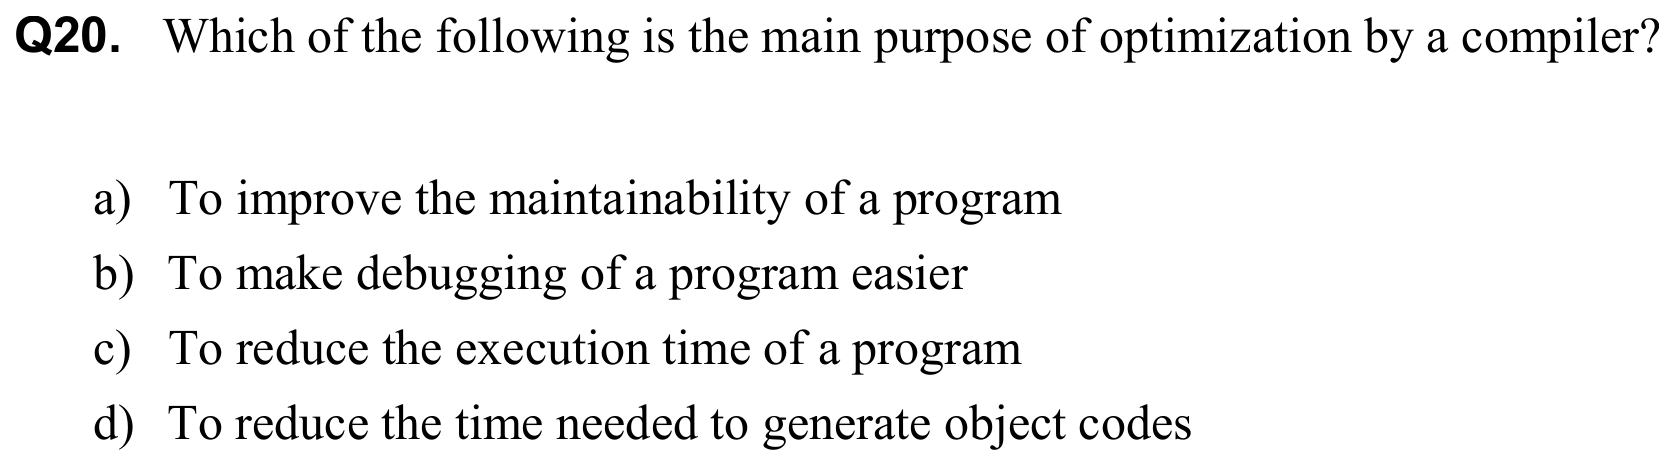 Q20. Which of the following is the main purpose of optimization by a compiler?
a) To improve the maintainability of a program
b) To make debugging of a program easier
c) To reduce the execution time of a program
d) To reduce the time needed to generate object codes